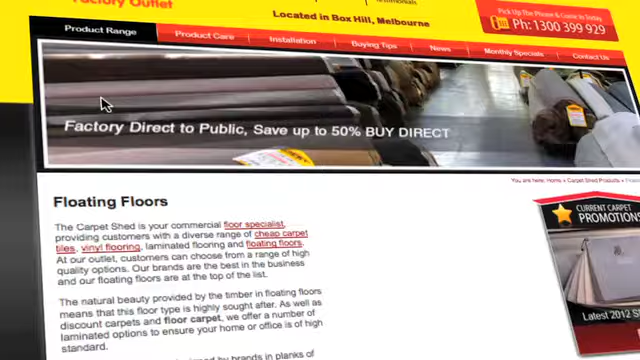 Factory Outlet
Testimonials
Located in Box Hill, Melbourne
Pick Up The Phone & Come In Today
Ph: 1300 399 929
Product Range
Product Care
Installation
Buying Tips
News
Monthly Specials
Contact Us
Factory Direct to Public, Save up to 50% BUY DIRECT
You are here: Home » Carpet Shed Products »
Floating Floors
The Carpet Shed is your commercial floor specialist,
providing customers with a diverse range of cheap carpet
tiles, vinyl flooring, laminated flooring and floating floors.
At our outlet, customers can choose from a range of high
quality options. Our brands are the best in the business
and our floating floors are at the top of the list.
CURRENT CARPET
PROMOTIONS
Latest 2012 S
The natural beauty provided by the timber in floating floors
means that this floor type is highly sought after. As well as
discount carpets and floor carpet, we offer a number of
laminated options to ensure your home or office is of high
standard.
by brands in planks of